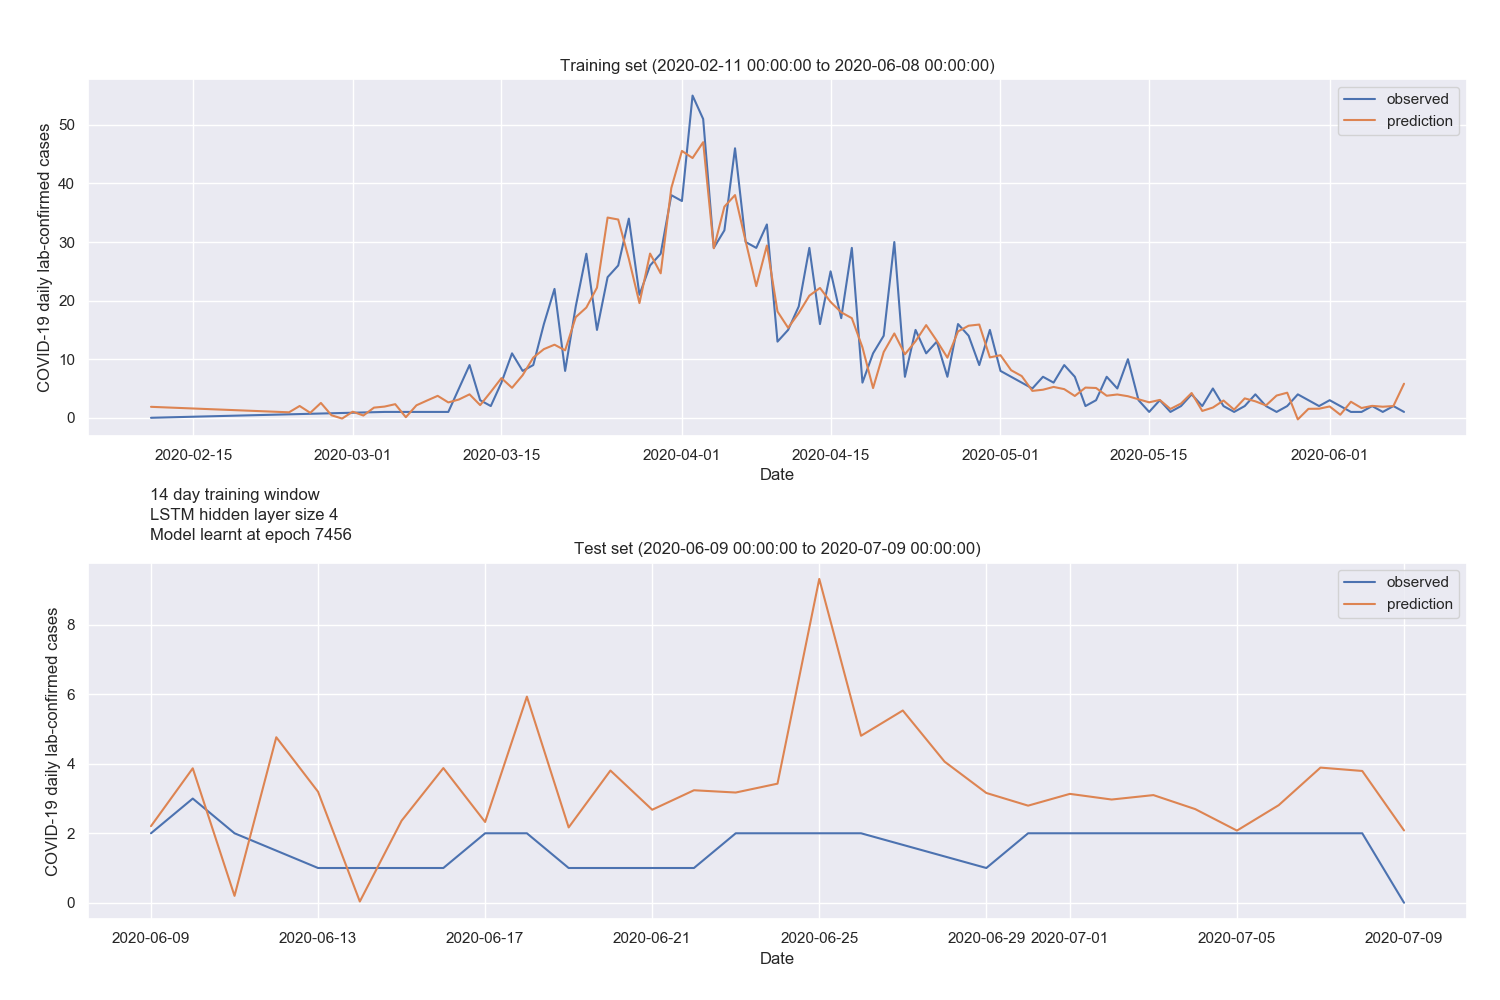 Training set (2020-02-11 00:00:00 to 2020-06-08 00:00:00)
observed
prediction
COVID-19 daily lab-confirmed cases
50
40
30
20
10
0
2020-02-15 2020-03-01 2020-03-15 2020-04-01 2020-04-15 2020-05-01 2020-05-15 2020-06-01
Date
14 day training window
LSTM hidden layer size 4
Model learnt at epoch 7456
Test set (2020-06-09 00:00:00 to 2020-07-09 00:00:00)
observed
prediction
COVID-19 daily lab-confirmed cases
8
6
4
2
0
2020-06-09 2020-06-13 2020-06-17 2020-06-21 2020-06-25 2020-06-29 2020-07-01 2020-07-05 2020-07-09
Date